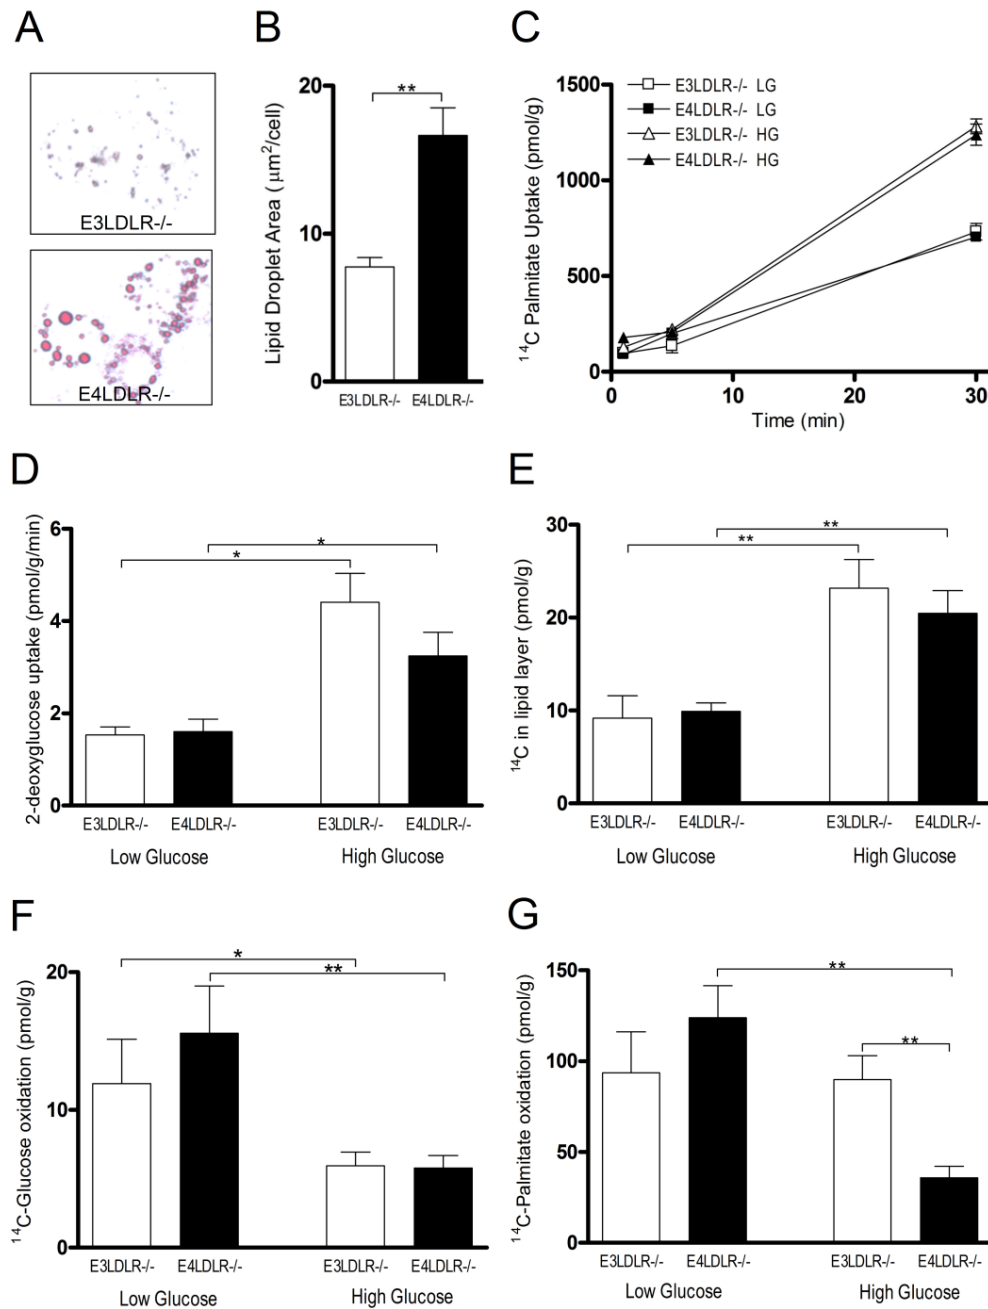 A
E3LDLR-/-
E4LDLR-/-
B
Lipid Droplet Area ( μm²/cell)
20
10
0
**
E3LDLR-/- E4LDLR-/-
C
¹⁴C Palmitate Uptake (pmol/g)
1500
1000
500
0
E3LDLR-/- LG
E4LDLR-/- LG
E3LDLR-/- HG
E4LDLR-/- HG
0 10 20 30
Time (min)
D
2-deoxyglucose uptake (pmol/g/min)
6
4
2
0
*
*
E3LDLR-/- E4LDLR-/- E3LDLR-/- E4LDLR-/-
Low Glucose High Glucose
E
¹⁴C in lipid layer (pmol/g)
30
20
10
0
**
**
E3LDLR-/- E4LDLR-/- E3LDLR-/- E4LDLR-/-
Low Glucose High Glucose
F
¹⁴C-Glucose oxidation (pmol/g)
20
10
0
*
**
E3LDLR-/- E4LDLR-/- E3LDLR-/- E4LDLR-/-
Low Glucose High Glucose
G
¹⁴C-Palmitate oxidation (pmol/g)
150
100
50
0
**
**
E3LDLR-/- E4LDLR-/- E3LDLR-/- E4LDLR-/-
Low Glucose High Glucose